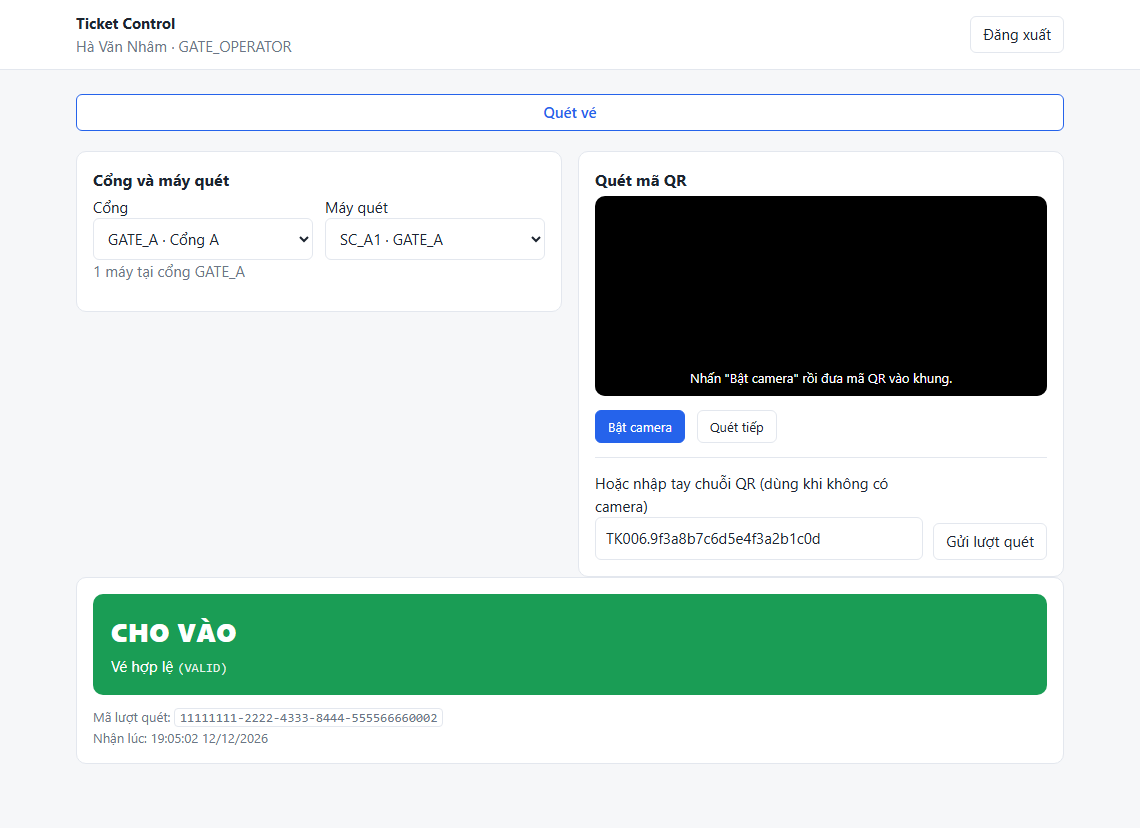 Ticket Control
Hà Văn Nhâm · GATE_OPERATOR
Đăng xuất
Quét vé
Cổng và máy quét
Cổng
Máy quét
GATE_A · Cổng A
SC_A1 · GATE_A
1 máy tại cổng GATE_A
Quét mã QR
Nhấn "Bật camera" rồi đưa mã QR vào khung.
Bật camera
Quét tiếp
Hoặc nhập tay chuỗi QR (dùng khi không có
camera)
TK006.9f3a8b7c6d5e4f3a2b1c0d
Gửi lượt quét
CHO VÀO
Vé hợp lệ (VALID)
Mã lượt quét: 11111111-2222-4333-8444-555566660002
Nhận lúc: 19:05:02 12/12/2026